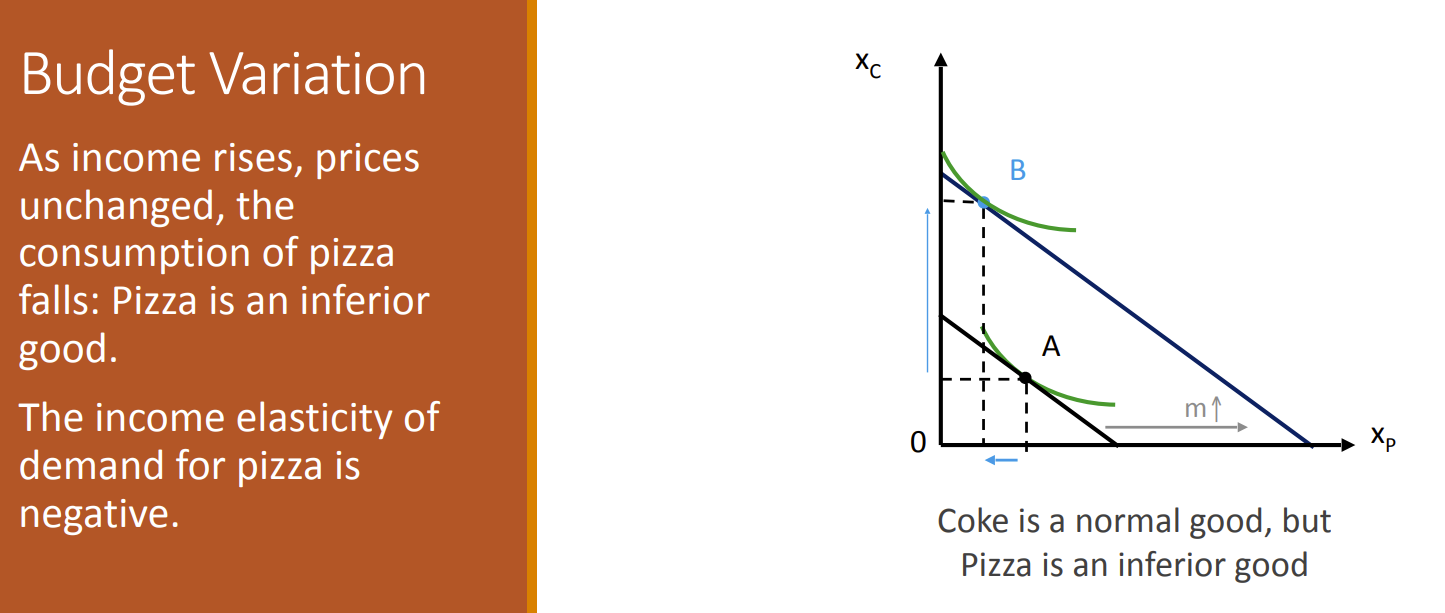 Budget Variation
As income rises, prices
unchanged, the
consumption of pizza
falls: Pizza is an inferior
good.
The income elasticity of
demand for pizza is
negative.
x_C
B
A
m↑
0
x_P
Coke is a normal good, but
Pizza is an inferior good